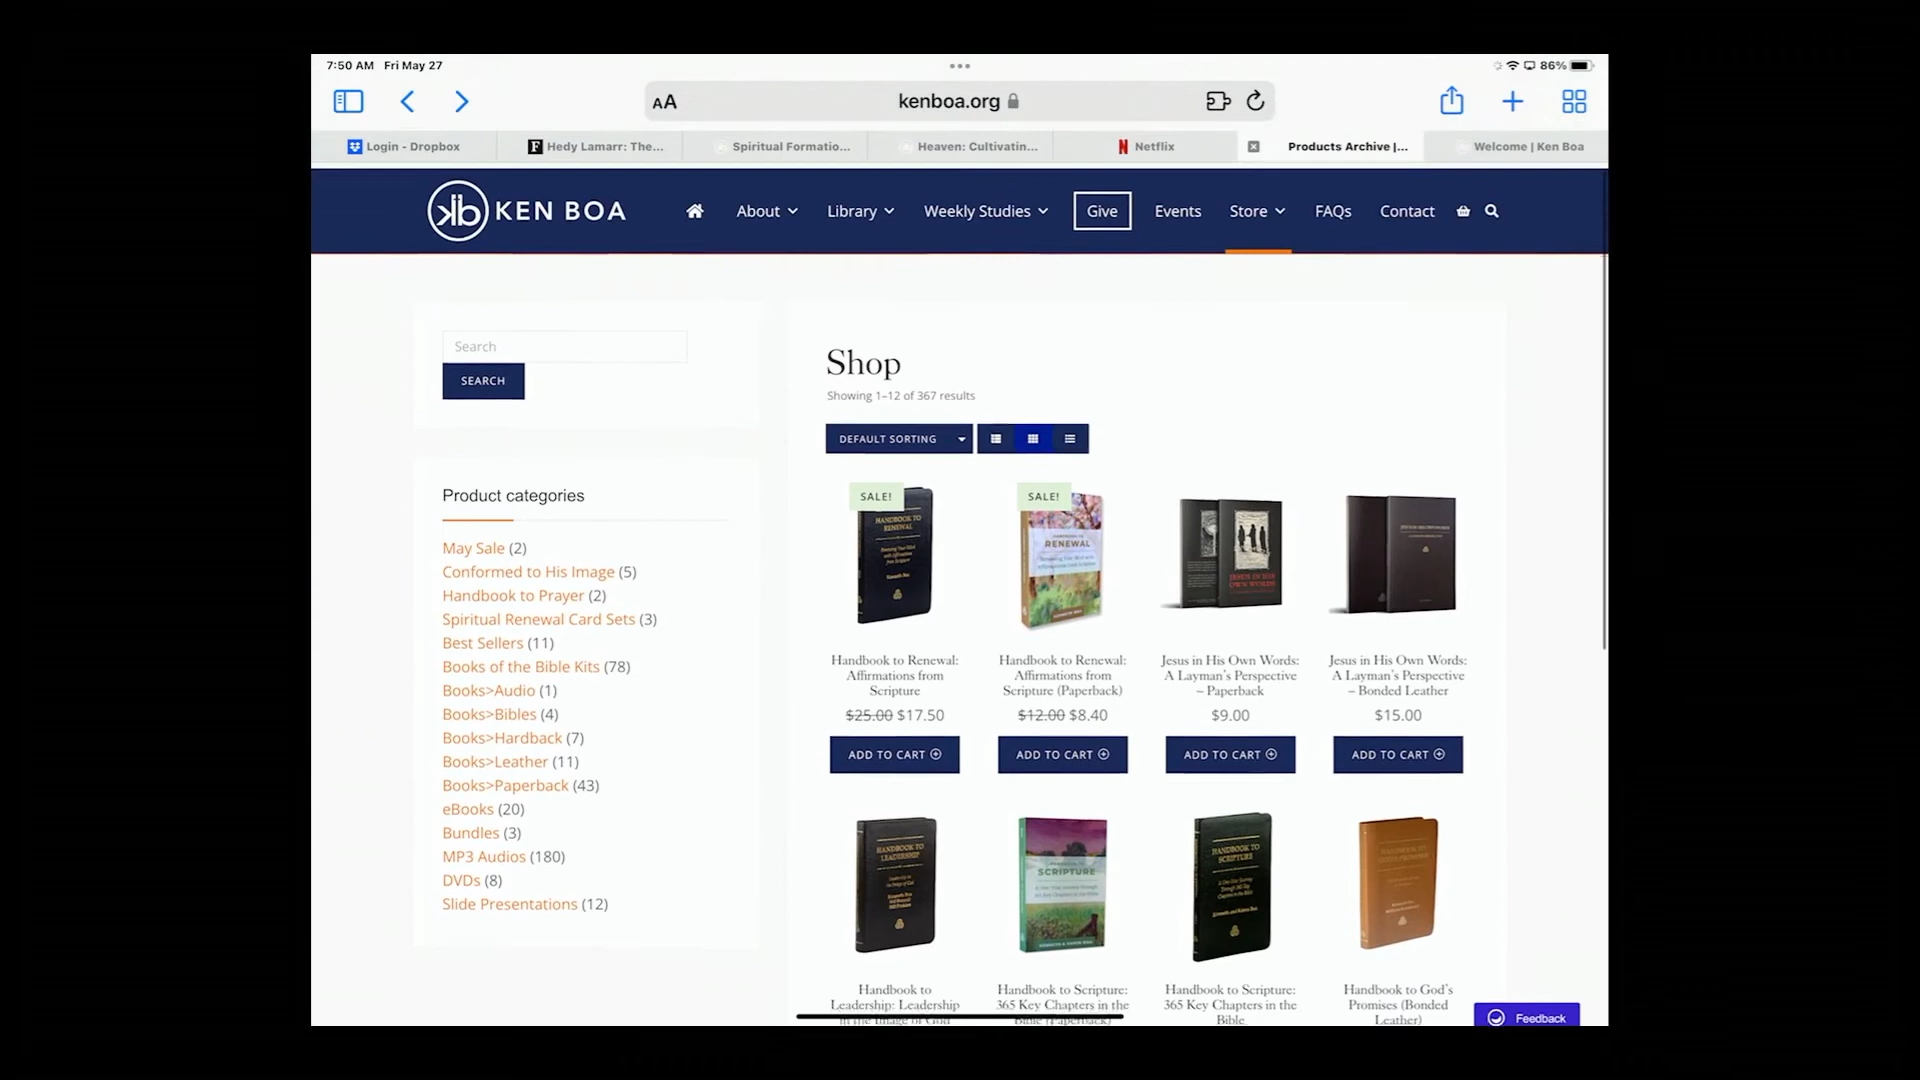 7:50 AM Fri May 27
86%
AA
kenboa.org
Login - Dropbox
Hedy Lamarr: The...
Spiritual Formatio...
Heaven: Cultivatin...
Netflix
Products Archive |...
Welcome | Ken Boa
KEN BOA
About
Library
Weekly Studies
Give
Events
Store
FAQs
Contact
Search
SEARCH
Product categories
May Sale (2)
Conformed to His Image (5)
Handbook to Prayer (2)
Spiritual Renewal Card Sets (3)
Best Sellers (11)
Books of the Bible Kits (78)
Books>Audio (1)
Books>Bibles (4)
Books>Hardback (7)
Books>Leather (11)
Books>Paperback (43)
eBooks (20)
Bundles (3)
MP3 Audios (180)
DVDs (8)
Slide Presentations (12)
Shop
Showing 1–12 of 367 results
DEFAULT SORTING
SALE!
HANDBOOK TO
RENEWAL
Handbook to Renewal:
Affirmations from
Scripture
$25.00 $17.50
ADD TO CART
SALE!
RENEWAL
Handbook to Renewal:
Affirmations from
Scripture (Paperback)
$12.00 $8.40
ADD TO CART
JESUS IN HIS
OWN WORDS
Jesus in His Own Words:
A Layman's Perspective
– Paperback
$9.00
ADD TO CART
Jesus in His Own Words:
A Layman's Perspective
– Bonded Leather
$15.00
ADD TO CART
HANDBOOK TO
LEADERSHIP
Handbook to
Leadership: Leadership
in the Image of God
SCRIPTURE
Handbook to Scripture:
365 Key Chapters in the
Bible (Paperback)
HANDBOOK TO
SCRIPTURE
Handbook to Scripture:
365 Key Chapters in the
Bible
Handbook to God's
Promises (Bonded
Leather)
Feedback